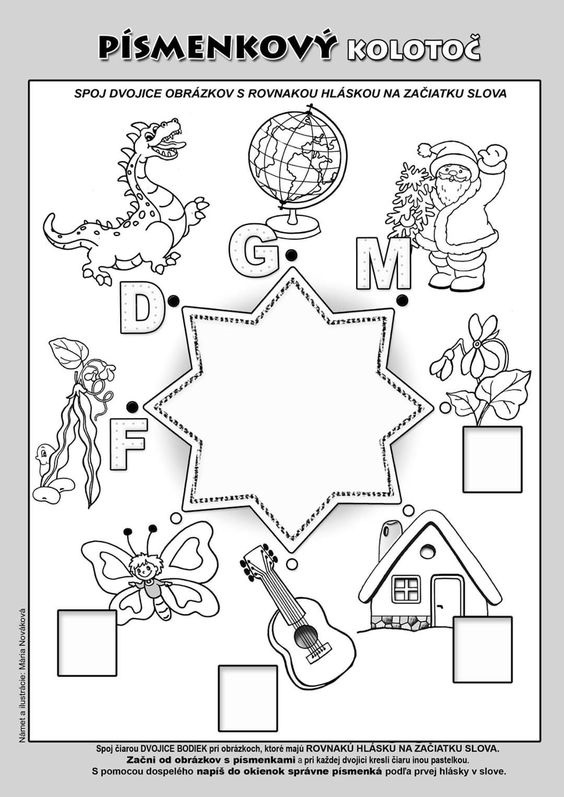 PÍSMENKOVÝ KOLOTOČ
SPOJ DVOJICE OBRÁZKOV S ROVNAKOU HLÁSKOU NA ZAČIATKU SLOVA
G
M
D
F
Námet a ilustrácie: Mária Nováková
Spoj čiarou DVOJICE BODIEK pri obrázkoch, ktoré majú ROVNAKÚ HLÁSKU NA ZAČIATKU SLOVA.
Začni od obrázkov s písmenkami a pri každej dvojici kresli čiaru inou pastelkou.
S pomocou dospelého napíš do okienok správne písmenká podľa prvej hlásky v slove.